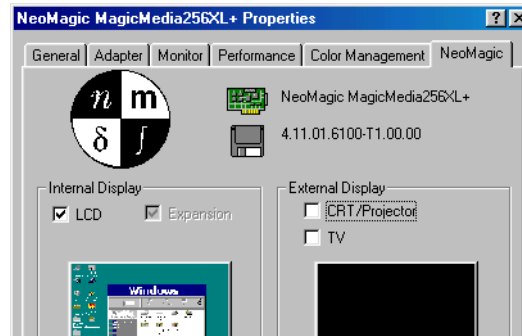 NeoMagic MagicMedia256XL+ Properties
General Adapter Monitor Performance Color Management NeoMagic
n m
δ ∫
NeoMagic MagicMedia256XL+
4.11.01.6100-T1.00.00
Internal Display External Display
LCD Expansion CRT/Projector
TV
Windows